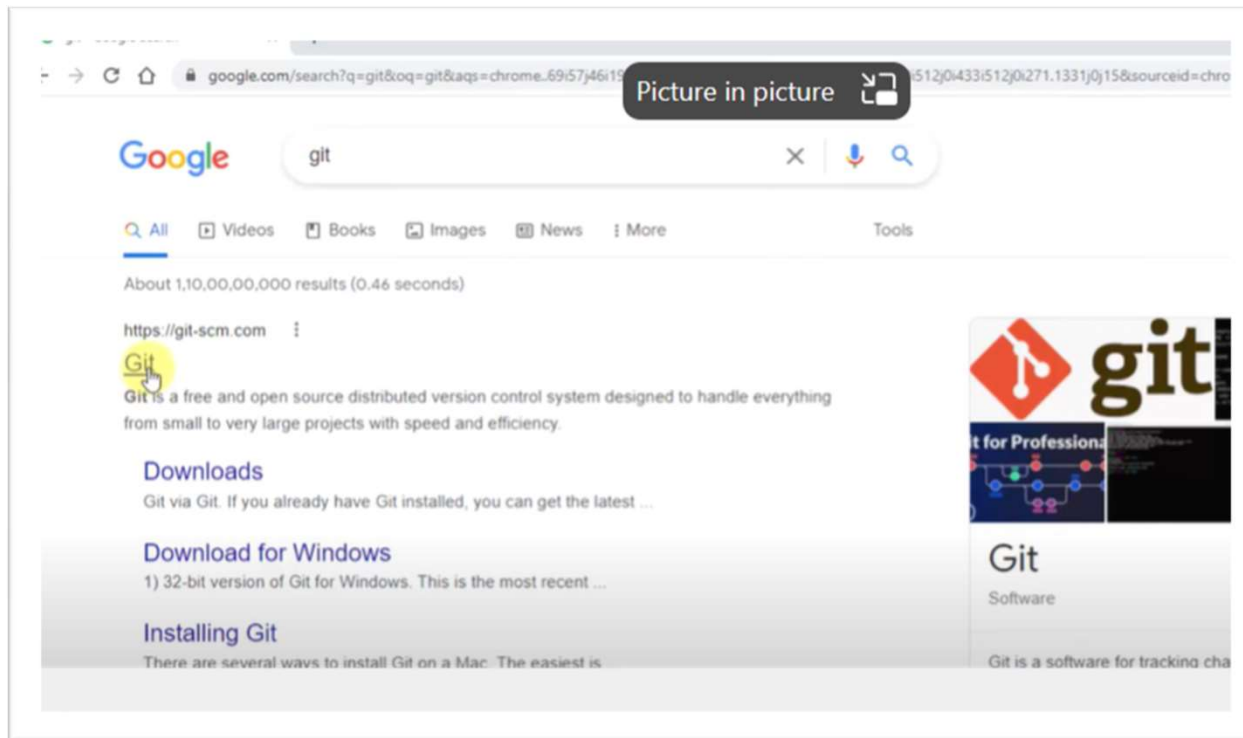 google.com/search?q=git&oq=git&aqs=chrome..69i57j46i19 i512j0i433i512j0i271.1331j0j15&sourceid=chro
Picture in picture
Google
git
All Videos Books Images News More Tools
About 1,10,00,00,000 results (0.46 seconds)
https://git-scm.com
Git
Git is a free and open source distributed version control system designed to handle everything
from small to very large projects with speed and efficiency.
Downloads
Git via Git. If you already have Git installed, you can get the latest ...
Download for Windows
1) 32-bit version of Git for Windows. This is the most recent ...
Installing Git
There are several ways to install Git on a Mac. The easiest is
git
it for Professiona
Git
Software
Git is a software for tracking cha